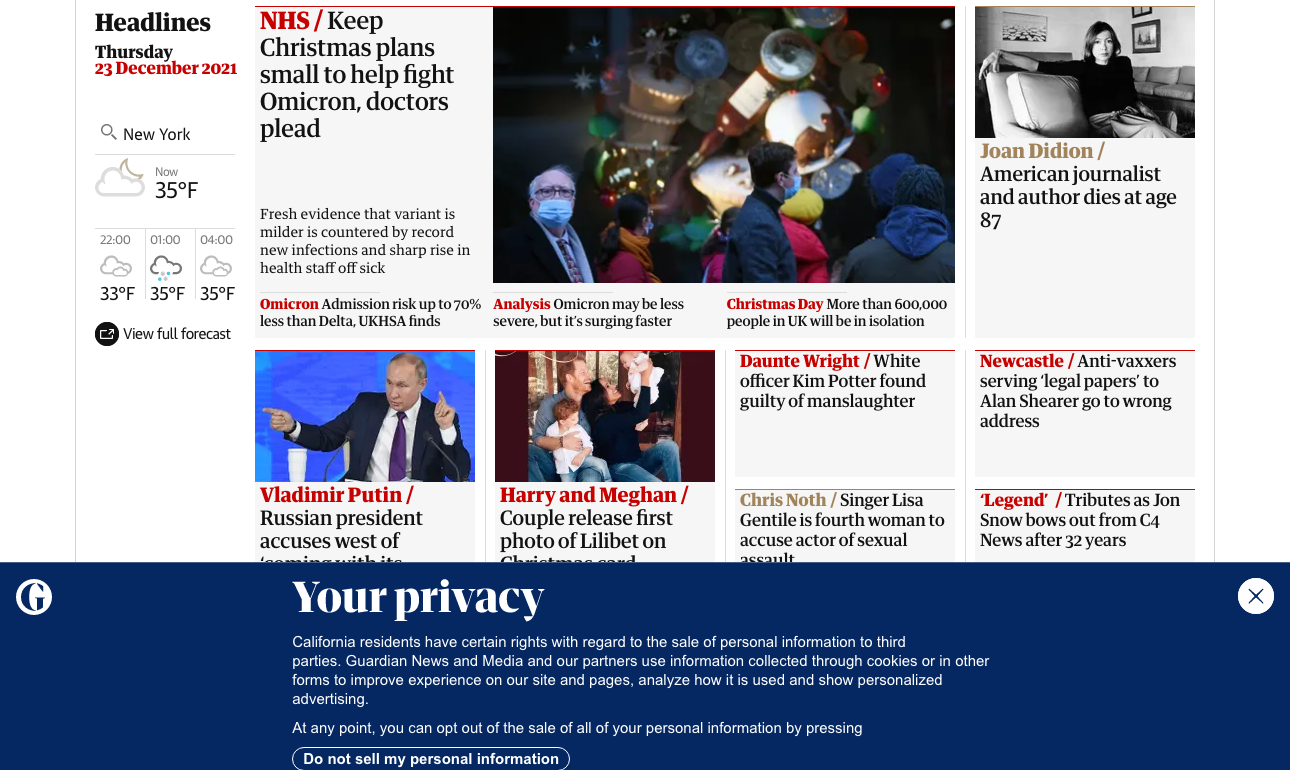 Headlines
Thursday
23 December 2021
New York
Now
35°F
22:00
01:00
04:00
33°F
35°F
35°F
View full forecast
NHS / Keep
Christmas plans
small to help fight
Omicron, doctors
plead
Fresh evidence that variant is
milder is countered by record
new infections and sharp rise in
health staff off sick
Omicron Admission risk up to 70%
less than Delta, UKHSA finds
Analysis Omicron may be less
severe, but it’s surging faster
Christmas Day More than 600,000
people in UK will be in isolation
Joan Didion /
American journalist
and author dies at age
87
Vladimir Putin /
Russian president
accuses west of
‘coming with its
Harry and Meghan /
Couple release first
photo of Lilibet on
Christmas card
Daunte Wright / White
officer Kim Potter found
guilty of manslaughter
Newcastle / Anti-vaxxers
serving ‘legal papers’ to
Alan Shearer go to wrong
address
Chris Noth / Singer Lisa
Gentile is fourth woman to
accuse actor of sexual
assault
‘Legend’ / Tributes as Jon
Snow bows out from C4
News after 32 years
Your privacy
California residents have certain rights with regard to the sale of personal information to third
parties. Guardian News and Media and our partners use information collected through cookies or in other
forms to improve experience on our site and pages, analyze how it is used and show personalized
advertising.
At any point, you can opt out of the sale of all of your personal information by pressing
Do not sell my personal information